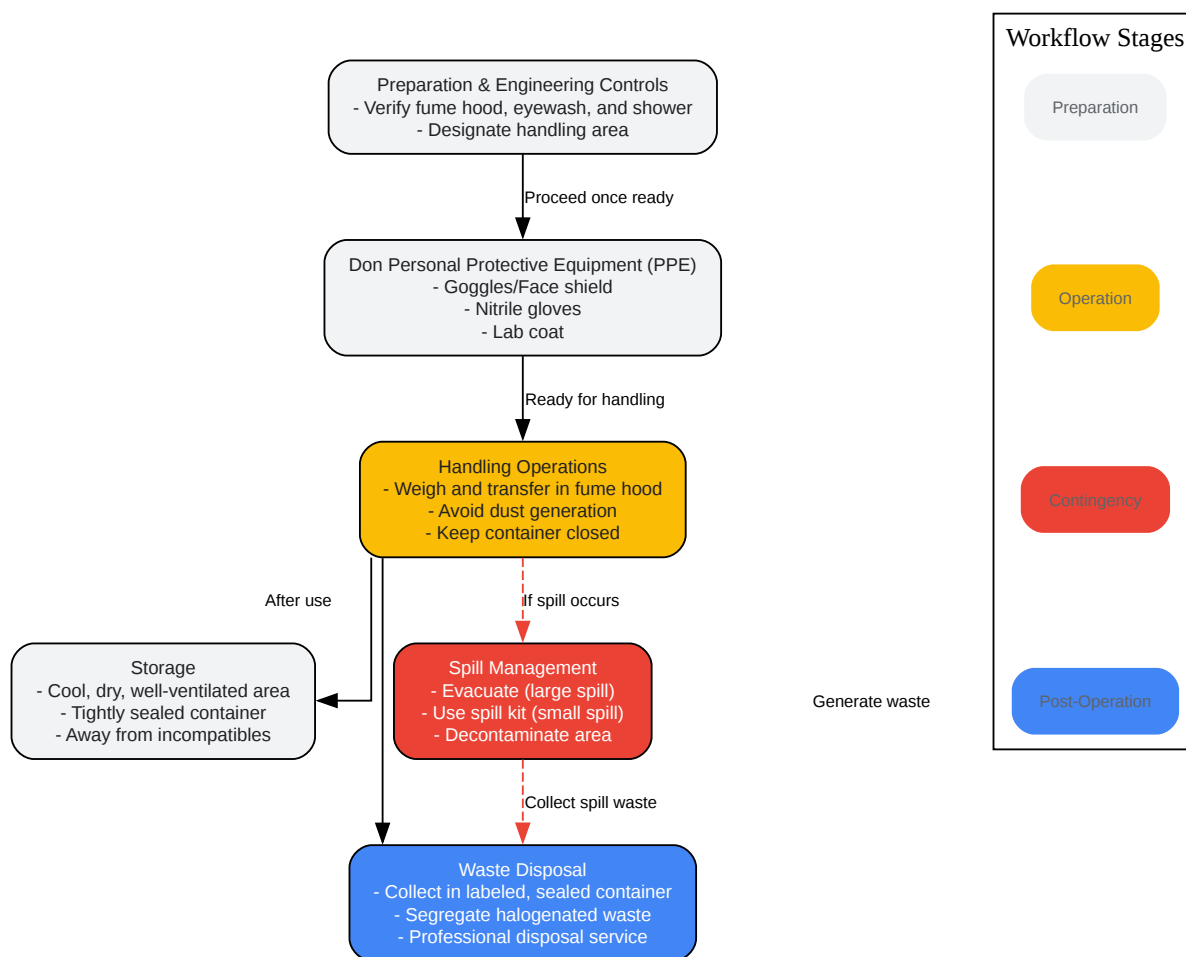 Preparation & Engineering Controls
- Verify fume hood, eyewash, and shower
- Designate handling area
Proceed once ready
Don Personal Protective Equipment (PPE)
- Goggles/Face shield
- Nitrile gloves
- Lab coat
Ready for handling
Handling Operations
- Weigh and transfer in fume hood
- Avoid dust generation
- Keep container closed
After use
If spill occurs
Storage
- Cool, dry, well-ventilated area
- Tightly sealed container
- Away from incompatibles
Spill Management
- Evacuate (large spill)
- Use spill kit (small spill)
- Decontaminate area
Generate waste
Collect spill waste
Waste Disposal
- Collect in labeled, sealed container
- Segregate halogenated waste
- Professional disposal service
Workflow Stages
Preparation
Operation
Contingency
Post-Operation